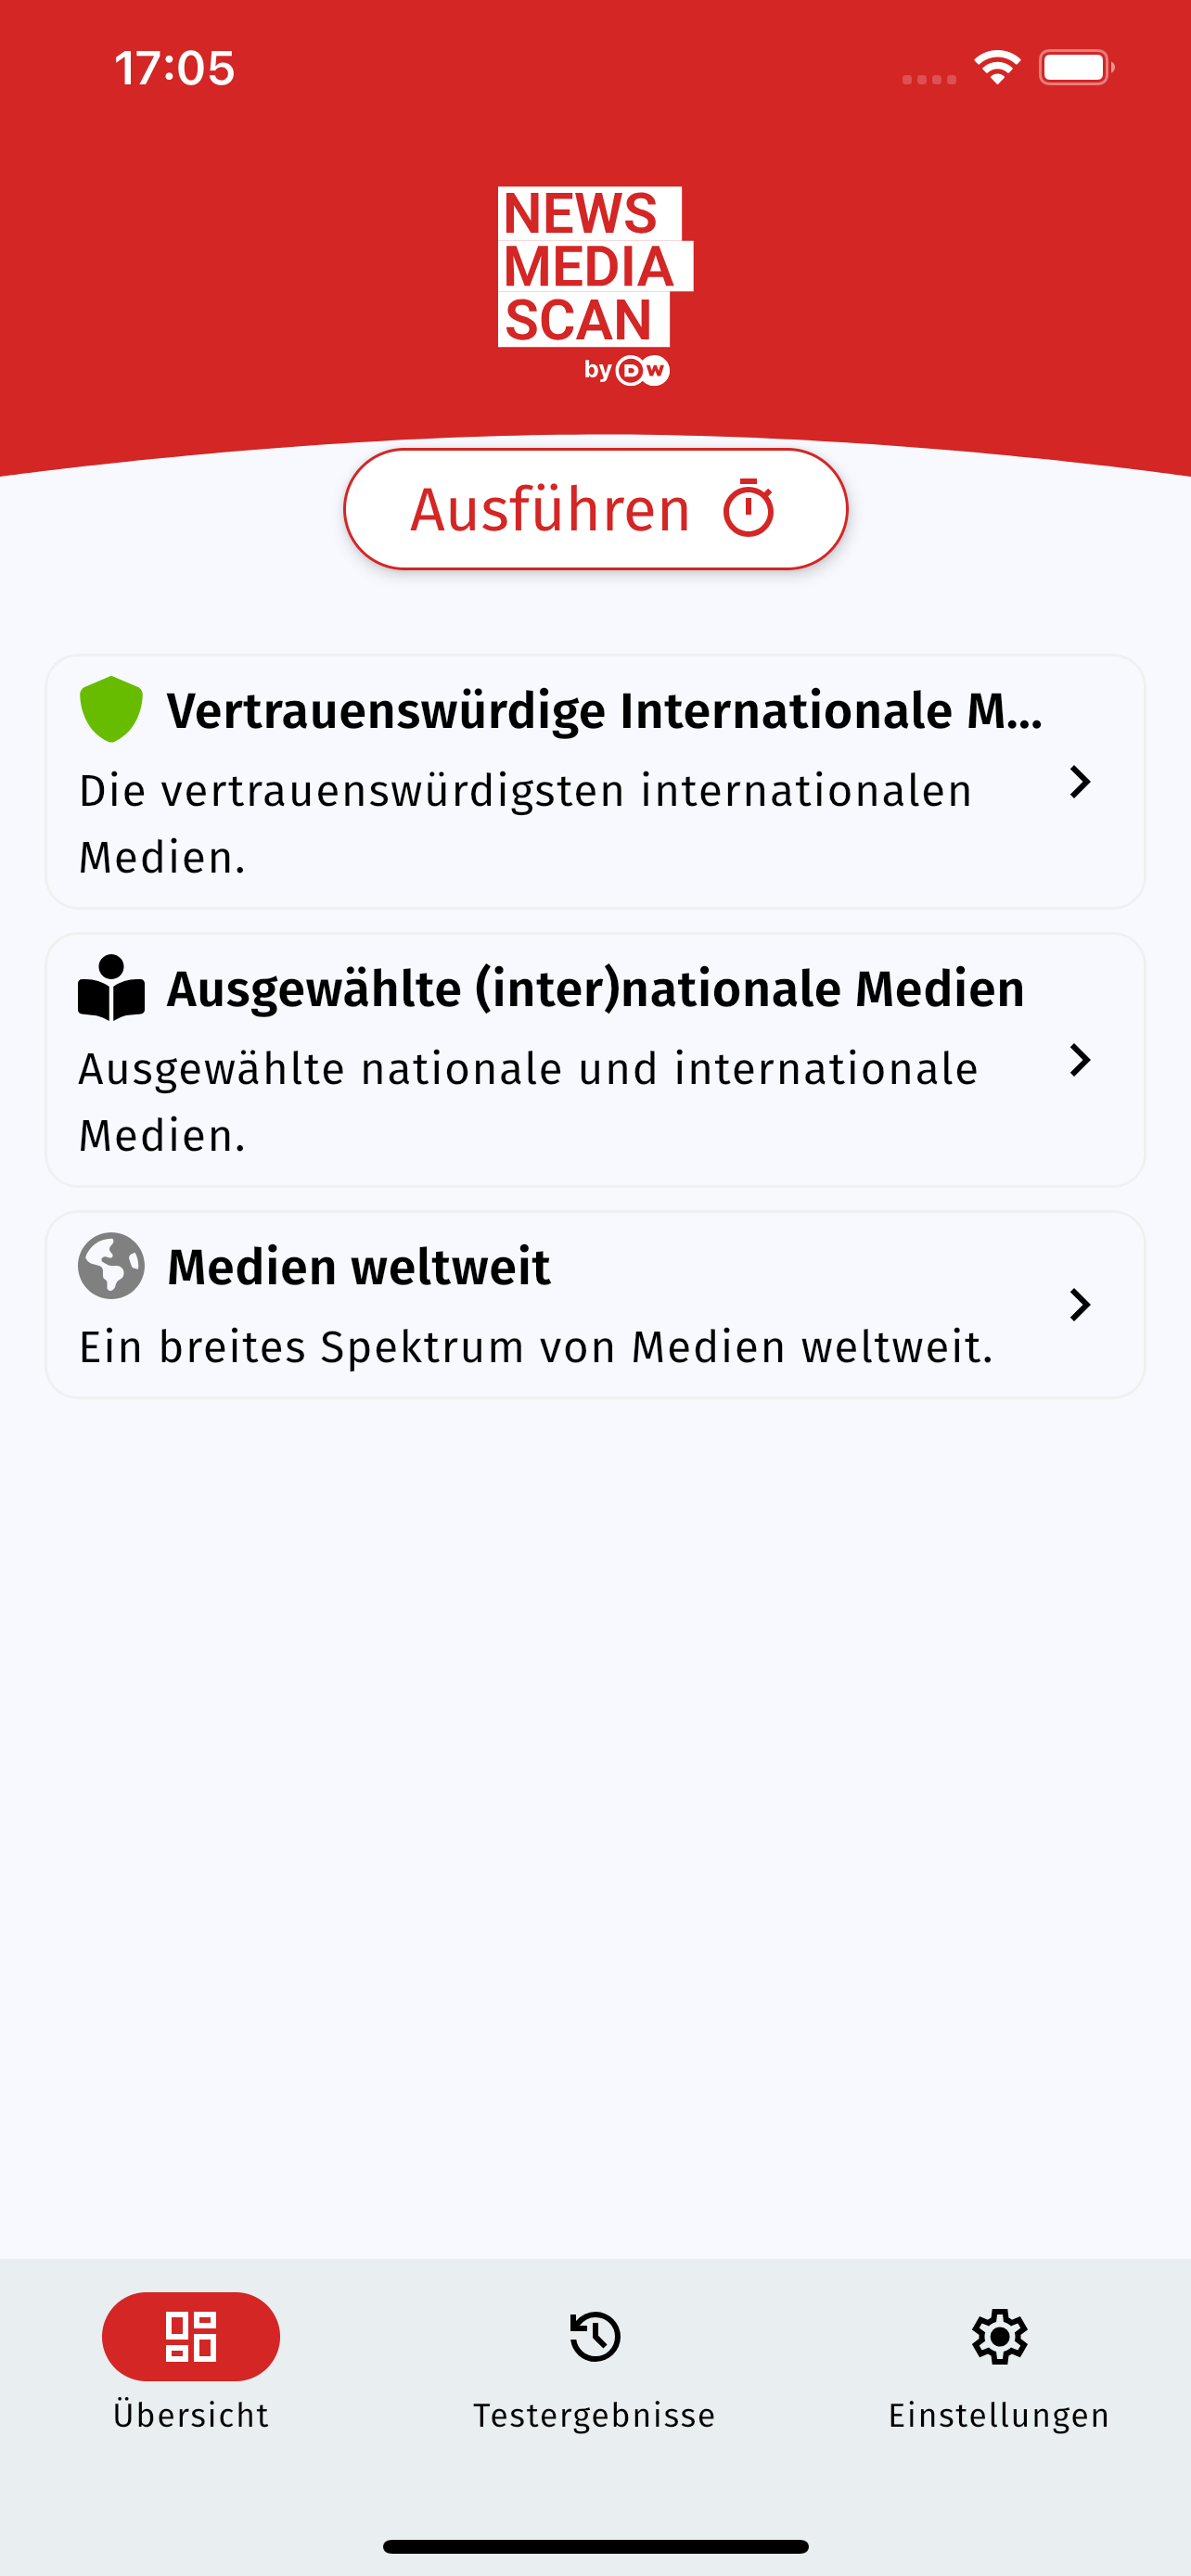 17:05
NEWS
MEDIA
SCAN
by DW
Ausführen
Vertrauenswürdige Internationale M...
Die vertrauenswürdigsten internationalen
Medien.
Ausgewählte (inter)nationale Medien
Ausgewählte nationale und internationale
Medien.
Medien weltweit
Ein breites Spektrum von Medien weltweit.
Übersicht
Testergebnisse
Einstellungen